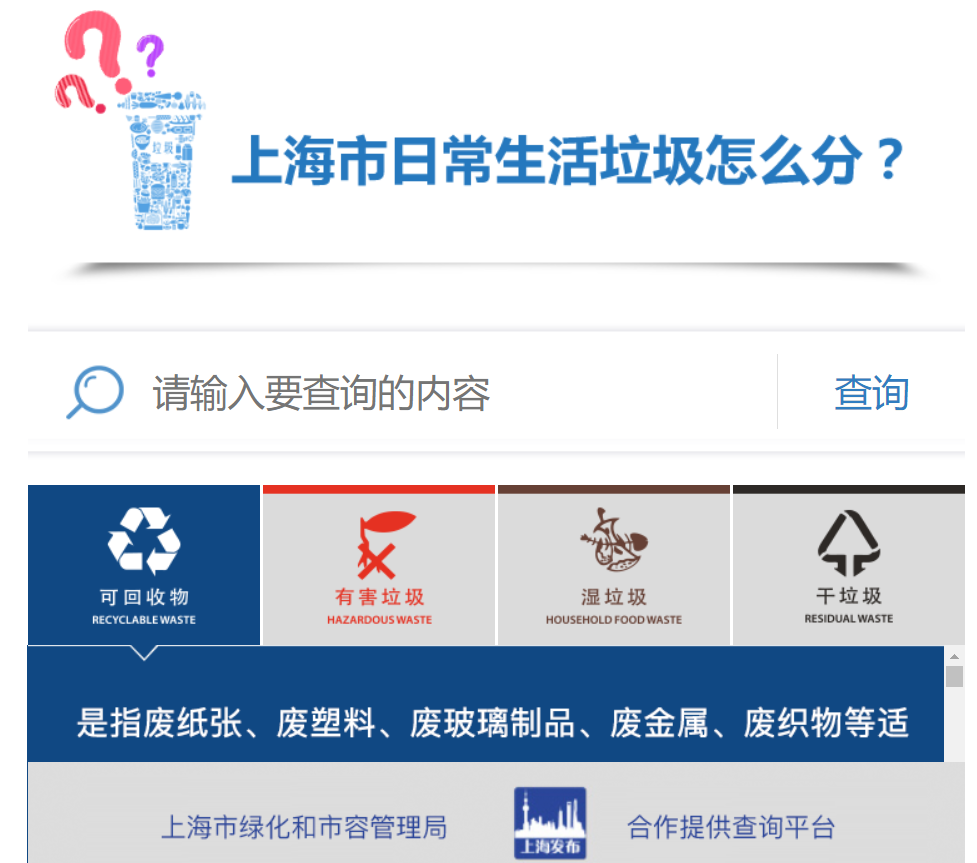 垃圾
上海市日常生活垃圾怎么分？
请输入要查询的内容
查询
可回收物
RECYCLABLE WASTE
有害垃圾
HAZARDOUS WASTE
湿垃圾
HOUSEHOLD FOOD WASTE
干垃圾
RESIDUAL WASTE
是指废纸张、废塑料、废玻璃制品、废金属、废织物等适
上海市绿化和市容管理局
上海发布
合作提供查询平台